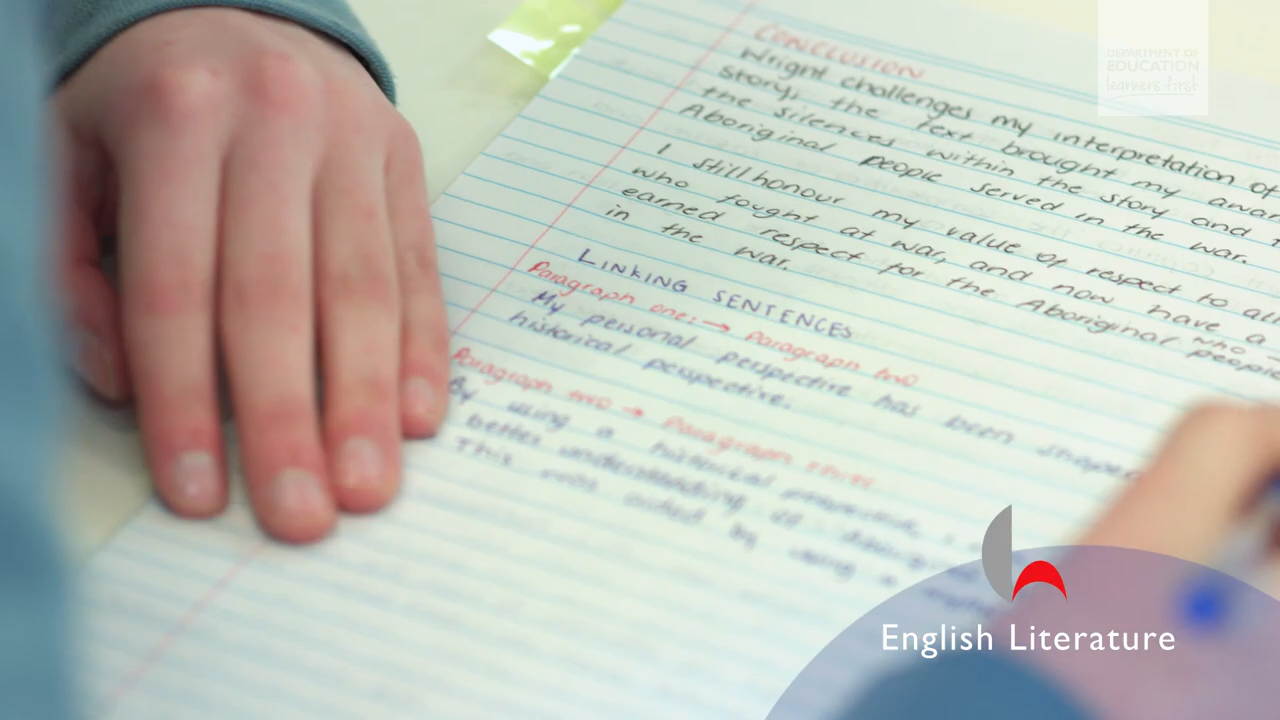 DEPARTMENT OF
EDUCATION
learners first
CONCLUSION
Wright challenges my interpretation of
story; the text brought my awar
the silences within the story and t
Aboriginal people served in the war.
I still honour my value of respect to all
who fought at war, and now have a
earned respect for the Aboriginal people
who
in the war.
LINKING SENTENCES
Paragraph one: → Paragraph two
My personal perspective has been shaped
historical perspective.
Paragraph two → Paragraph three
By using a historical perspective,
better understanding of
This was aided by using a
English Literature